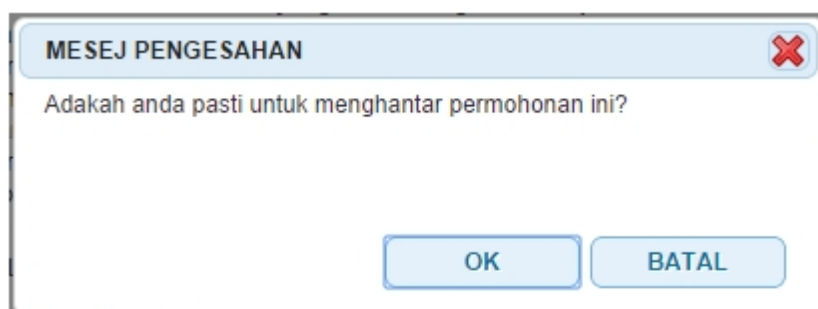 MESEJ PENGESAHAN
Adakah anda pasti untuk menghantar permohonan ini?
OK
BATAL